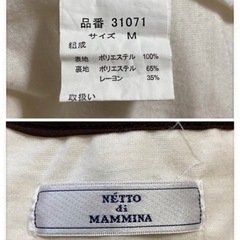 品番 31071
サイズ M
組成
表地 ポリエステル 100%
裏地 ポリエステル 65%
レーヨン 35%
取扱い
NÉTTO
di
MAMMINA